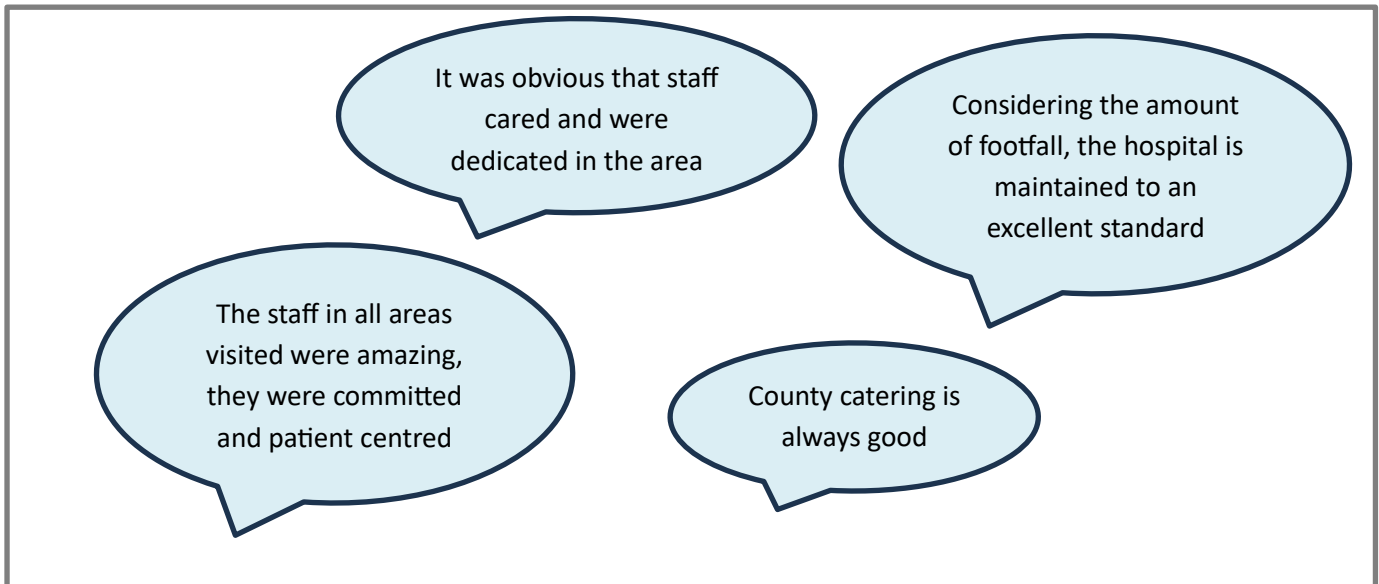 It was obvious that staff
cared and were
dedicated in the area
Considering the amount
of footfall, the hospital is
maintained to an
excellent standard
The staff in all areas
visited were amazing,
they were committed
and patient centred
County catering is
always good